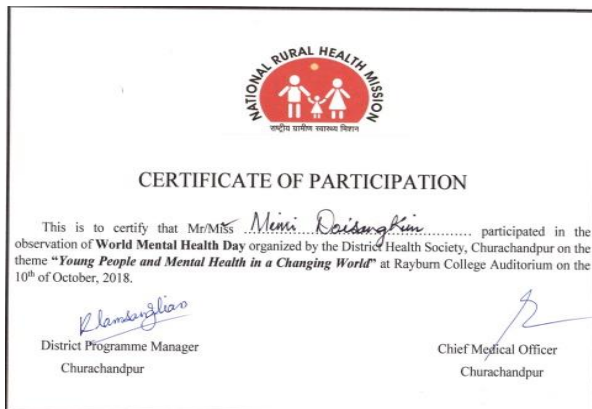 NATIONAL RURAL HEALTH MISSION
राष्ट्रीय ग्रामीण स्वास्थ्य मिशन
CERTIFICATE OF PARTICIPATION
This is to certify that Mr/Miss Memi Doisangkim participated in the
observation of World Mental Health Day organized by the District Health Society, Churachandpur on the
theme “Young People and Mental Health in a Changing World” at Rayburn College Auditorium on the
10th of October, 2018.
District Programme Manager
Chief Medical Officer
Churachandpur
Churachandpur